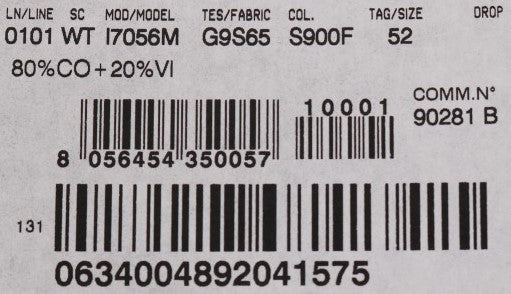 LN/LINE SC MOD/MODEL TES/FABRIC COL. TAG/SIZE DROP
0101 WT I7056M G9S65 S900F 52
80%CO+20%VI
10001
COMM.N°
90281 B
8 056454 350057
131
0634004892041575